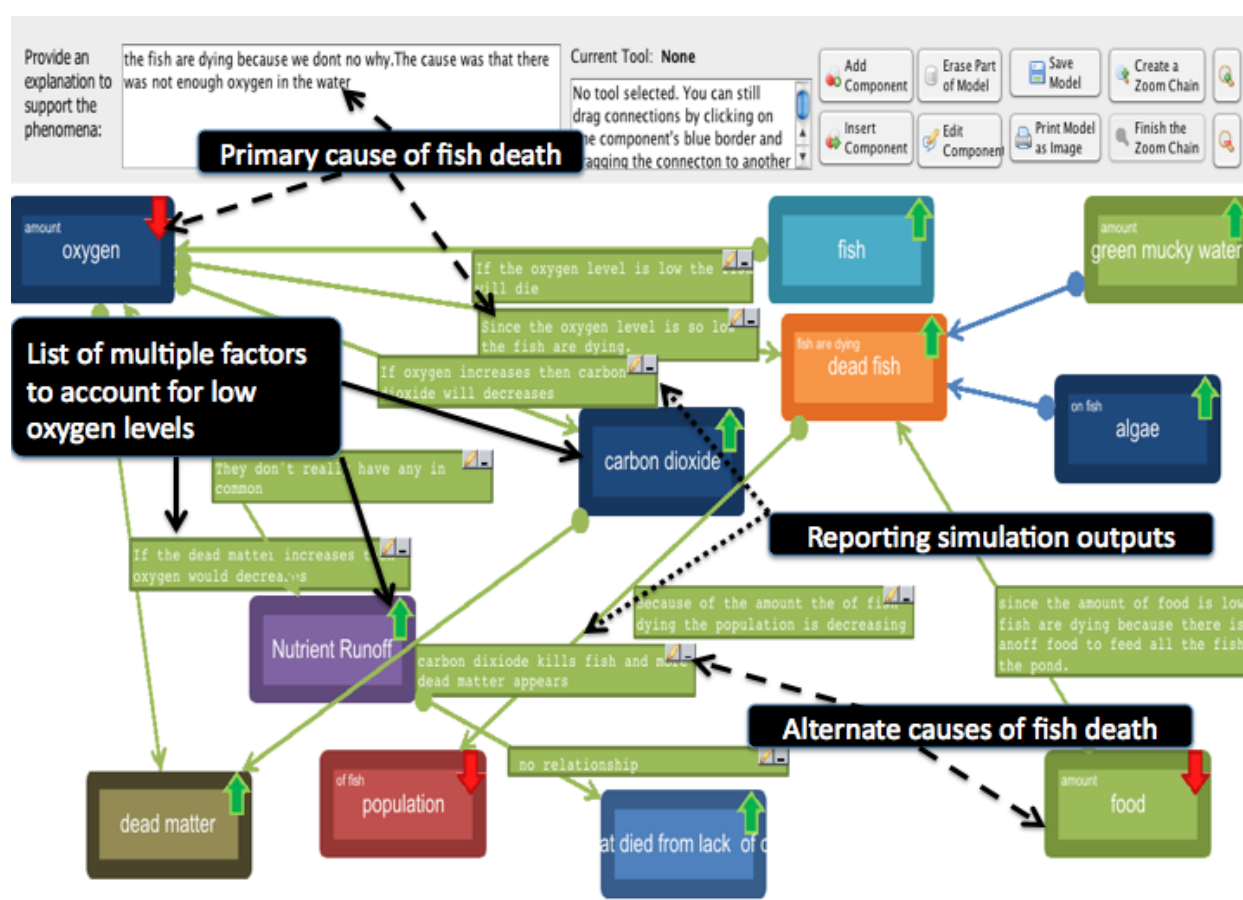 Provide an
explanation to
support the
phenomena:
the fish are dying because we dont no why.The cause was that there
was not enough oxygen in the water
Current Tool: None
No tool selected. You can still
drag connections by clicking on
component's blue border and
dragging the connecton to another
Add
Component
Erase Part
of Model
Save
Model
Create a
Zoom Chain
Insert
Component
Edit
Component
Print Model
as Image
Finish the
Zoom Chain
Primary cause of fish death
amount
oxygen
fish
amount
green mucky water
If the oxygen level is low the
will die
Since the oxygen level is so low
the fish are dying.
fish are dying
dead fish
List of multiple factors
to account for low
oxygen levels
If oxygen increases then carbon
dioxide will decreases
on fish
algae
carbon dioxide
They don't really have any in
common
Reporting simulation outputs
If the dead matter increases
oxygen would decreases
Because of the amount the of fish
dying the population is decreasing
since the amount of food is low
fish are dying because there is
anoff food to feed all the fish
the pond.
Nutrient Runoff
carbon dixiode kills fish and more
dead matter appears
Alternate causes of fish death
no relationship
dead matter
of fish
population
at died from lack of
amount
food